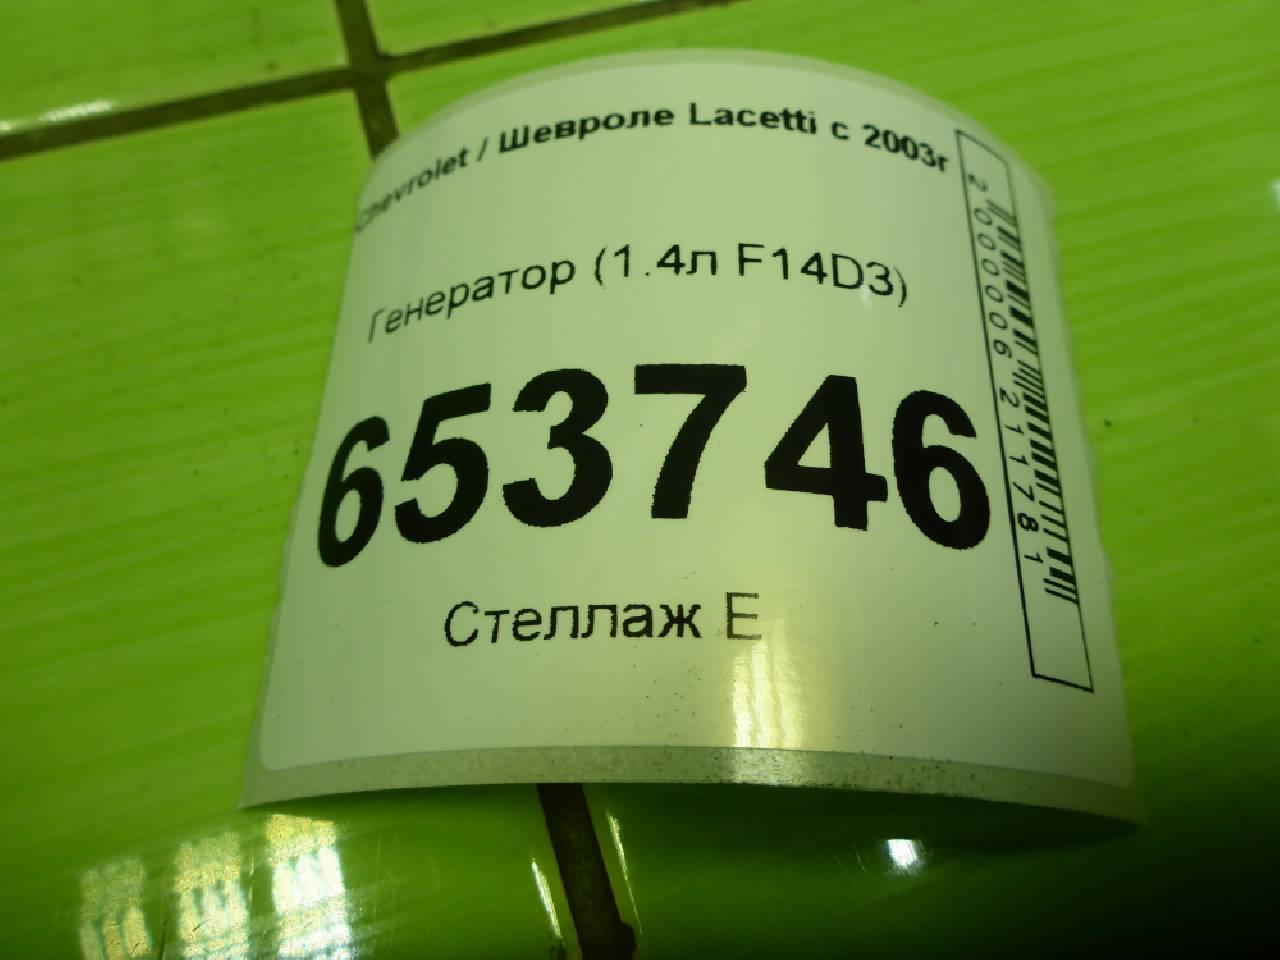 Chevrolet / Шевроле Lacetti с 2003г
Генератор (1.4л F14D3)
653746
Стеллаж Е
2000006211781